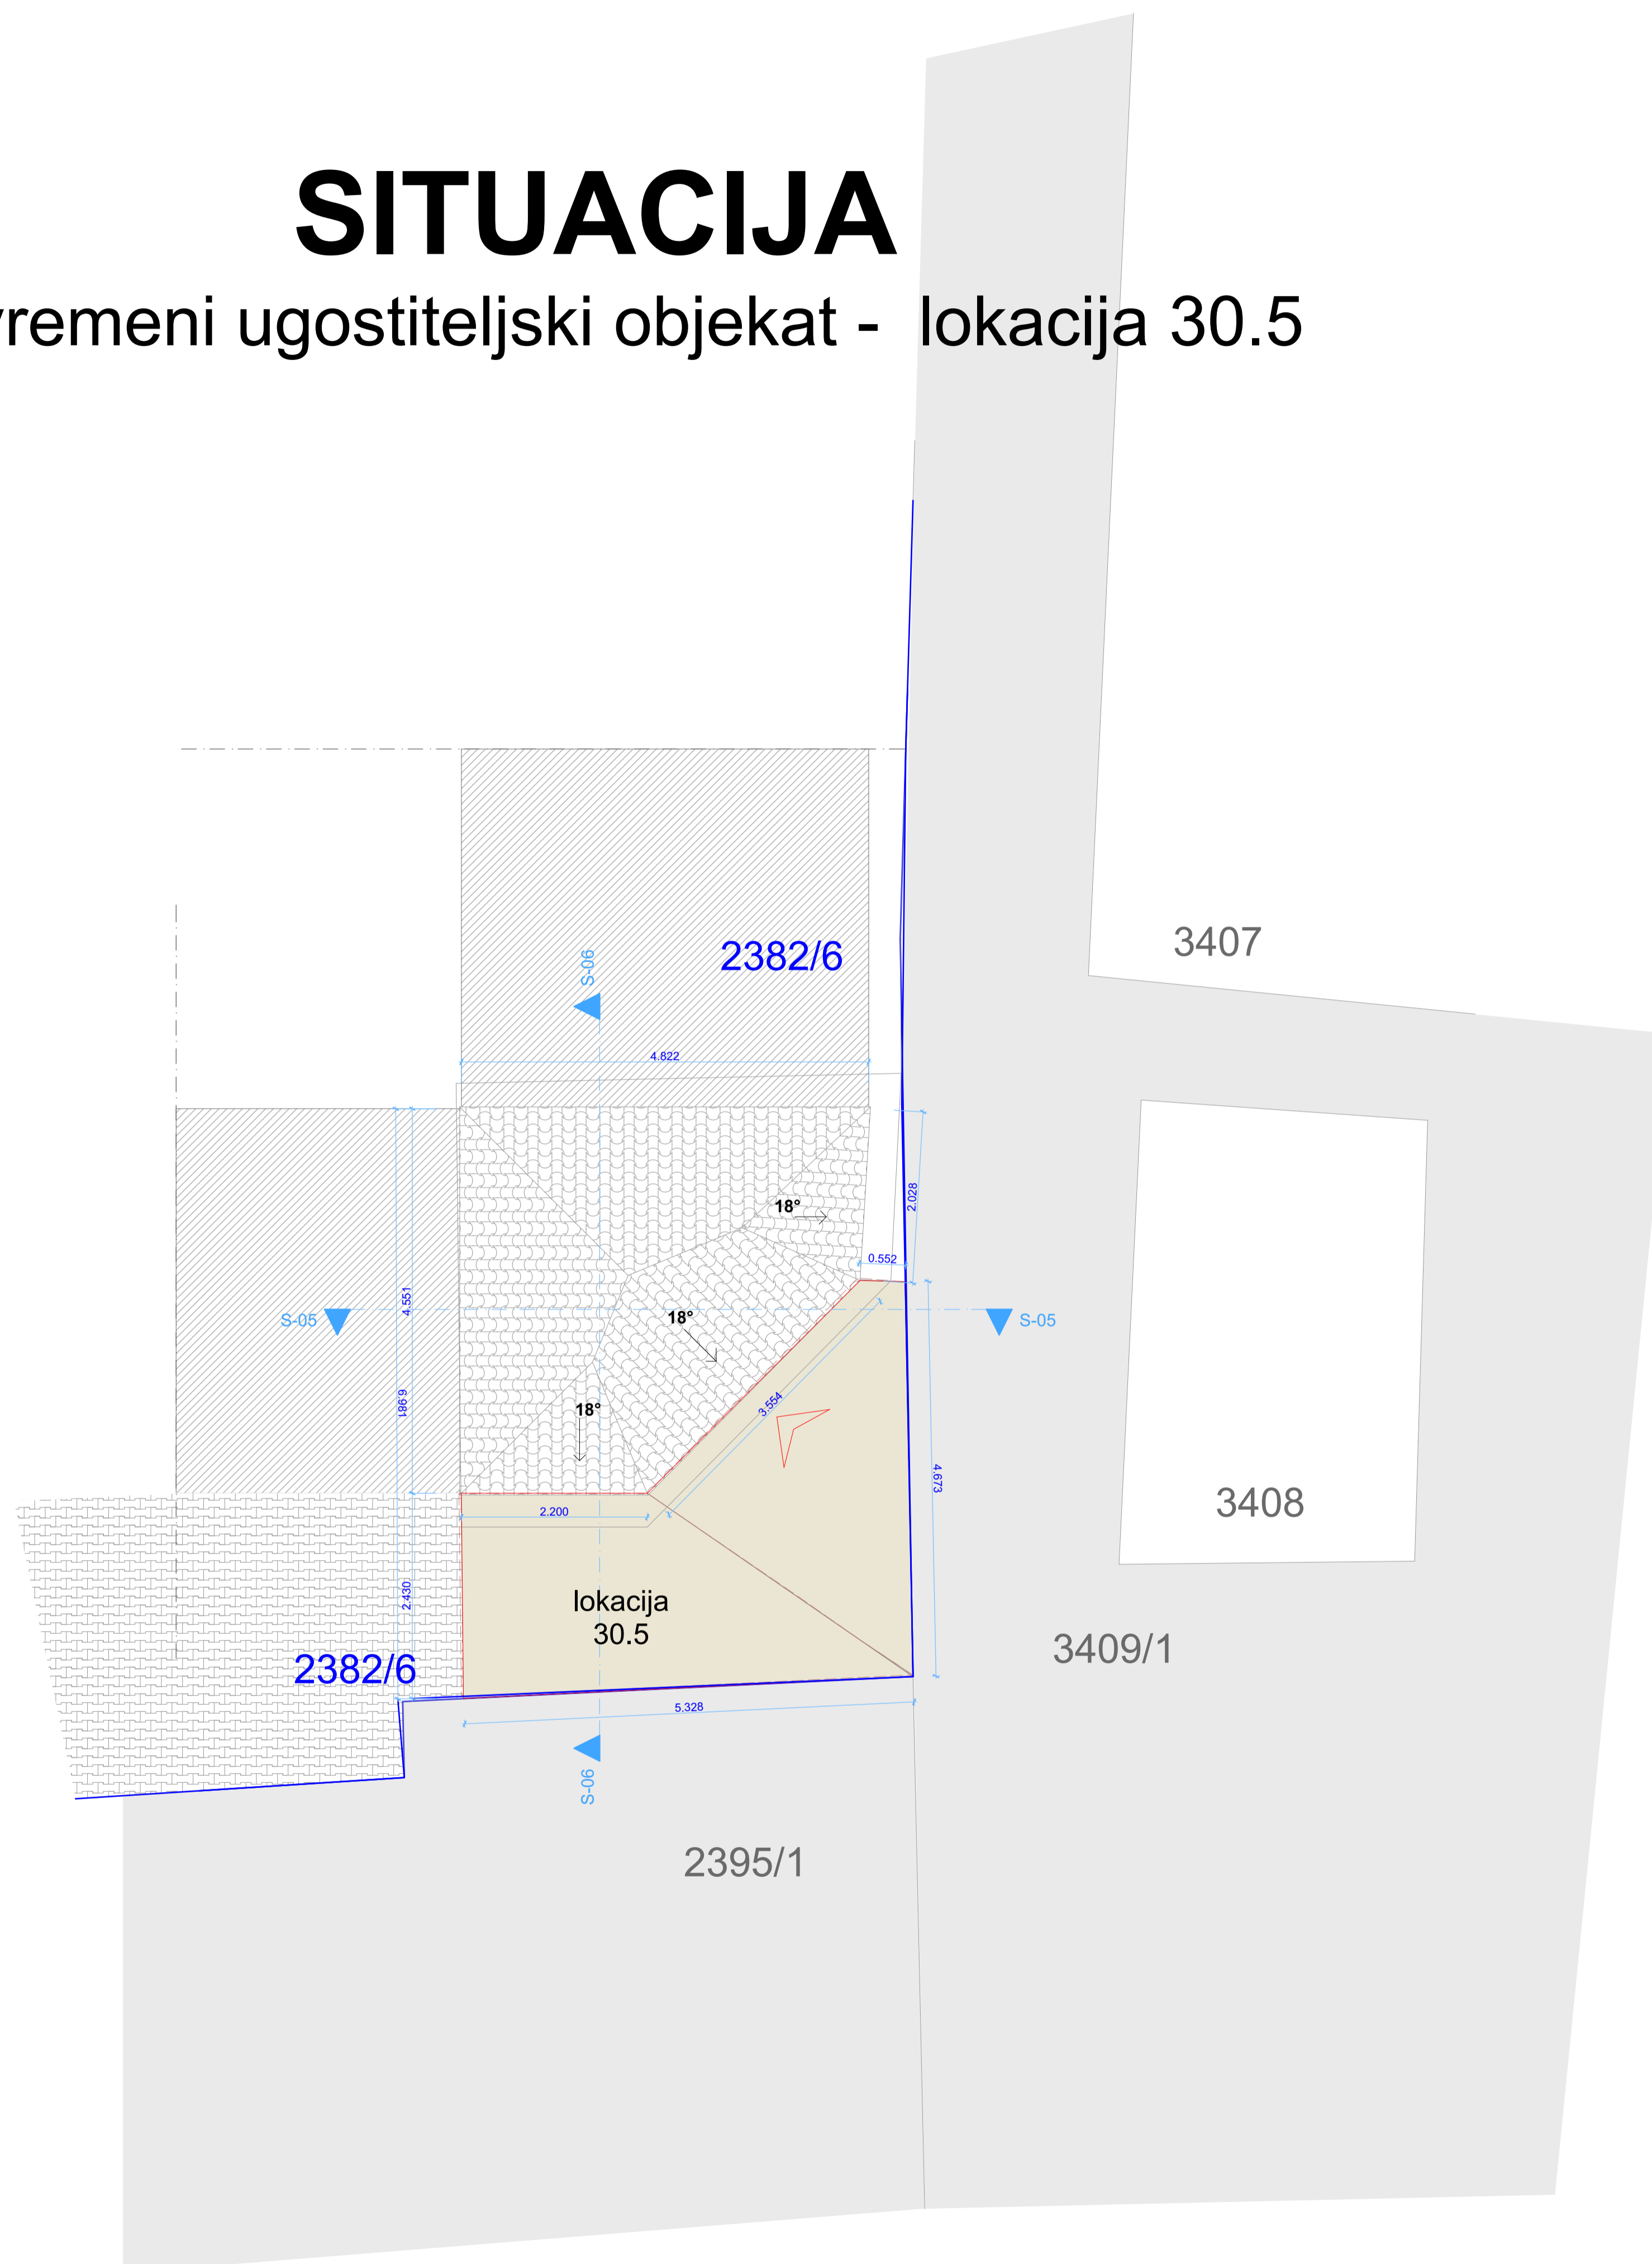 SITUACIJA
vremeni ugostiteljski objekat - lokacija 30.5
3407
2382/6
S-06
4.822
2.028
18°
0.552
4.551
S-05
18°
S-05
6.981
3.554
18°
4.673
2.200
3408
lokacija
30.5
2.430
3409/1
2382/6
5.328
S-06
2395/1